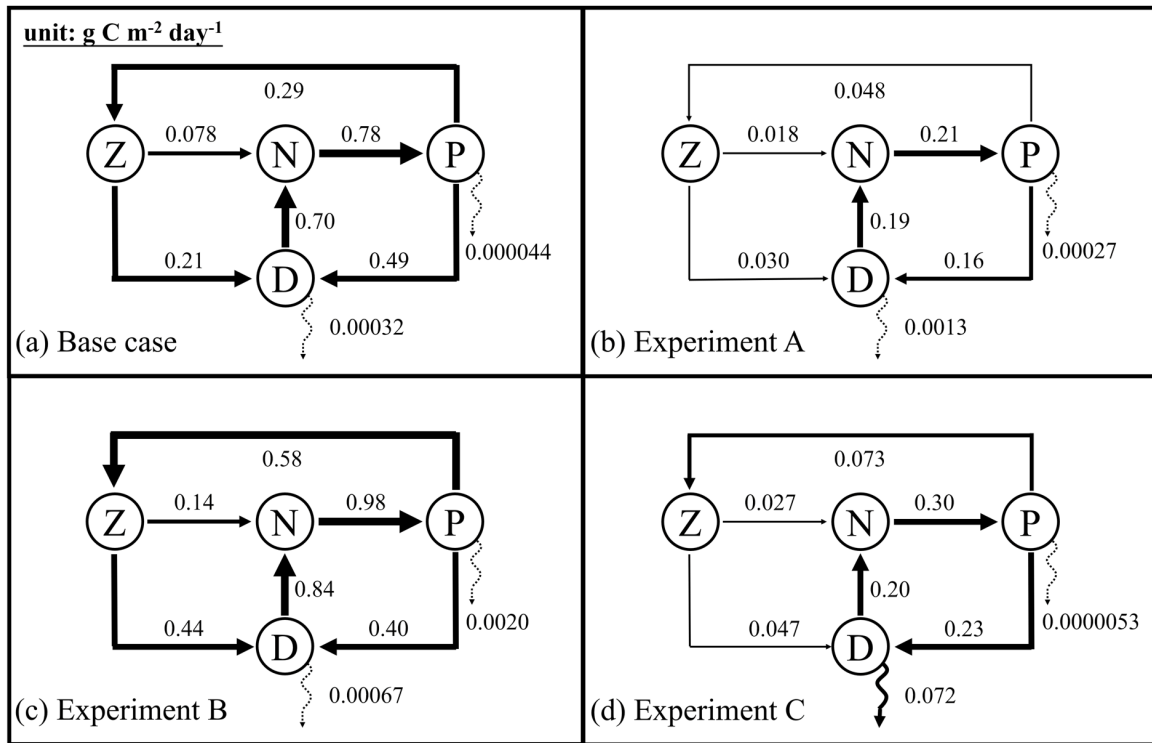 unit: g C m-2 day-1
0.29
Z 0.078 N 0.78 P
0.70
0.21 D 0.49 0.000044
0.00032
(a) Base case
0.048
Z 0.018 N 0.21 P
0.19
0.030 D 0.16 0.00027
0.0013
(b) Experiment A
0.58
Z 0.14 N 0.98 P
0.84
0.44 D 0.40 0.0020
0.00067
(c) Experiment B
0.073
Z 0.027 N 0.30 P
0.20
0.047 D 0.23 0.0000053
0.072
(d) Experiment C